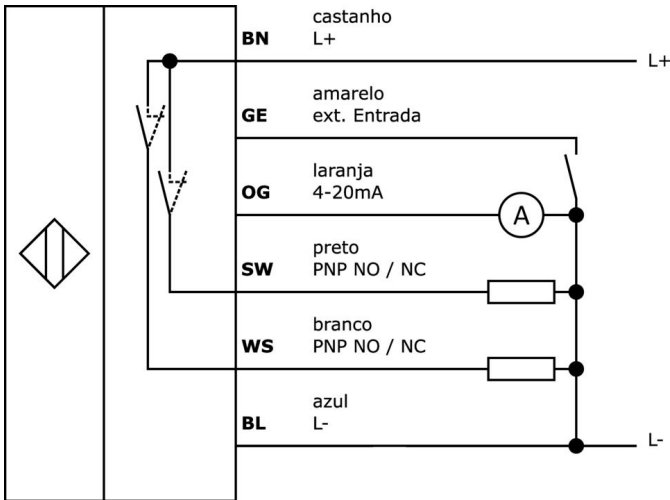 castanho
BN L+
L+
amarelo
GE ext. Entrada
laranja
OG 4-20mA
A
preto
SW PNP NO / NC
branco
WS PNP NO / NC
azul
BL L-
L-